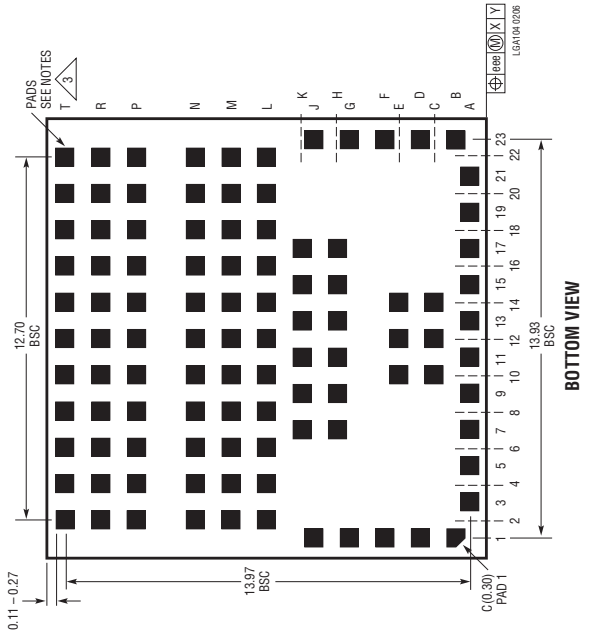 PADS
SEE NOTES
3
12.70
BSC
0.11 – 0.27
T
R
P
N
M
L
K
J
H
G
F
E
D
C
B
A
13.97
BSC
C(0.30)
PAD 1
1
2
3
4
5
6
7
8
9
10
11
12
13
14
15
16
17
18
19
20
21
22
23
13.93
BSC
BOTTOM VIEW
⌖ eee Ⓜ X Y
LGA104 0206